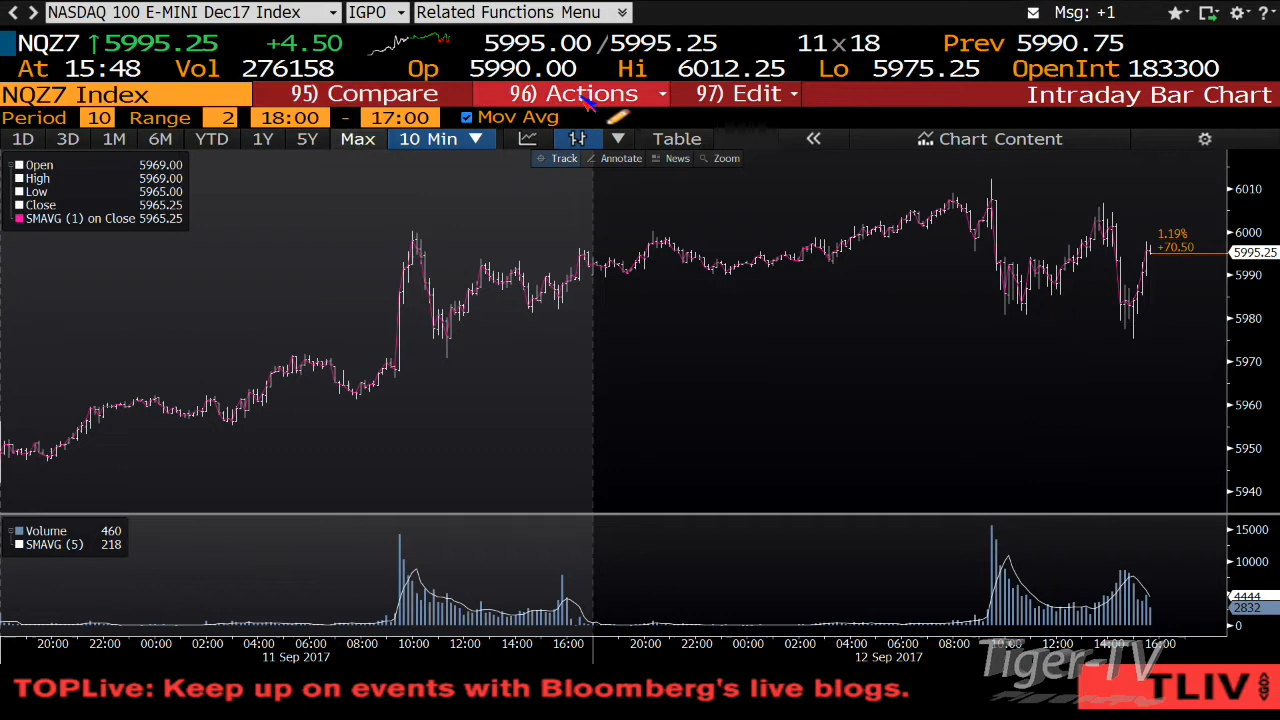 NASDAQ 100 E-MINI Dec17 Index IGPO Related Functions Menu Msg: +1 ?
NQZ7 ↑5995.25 +4.50 5995.00/5995.25 11x18 Prev 5990.75
At 15:48 Vol 276158 Op 5990.00 Hi 6012.25 Lo 5975.25 OpenInt 183300
NQZ7 Index 95) Compare 96) Actions 97) Edit Intraday Bar Chart
Period 10 Range 2 18:00 - 17:00 Mov Avg
1D 3D 1M 6M YTD 1Y 5Y Max 10 Min Table Chart Content
Track Annotate News Zoom
Open 5969.00
High 5969.00
Low 5965.00
Close 5965.25
SMAVG (1) on Close 5965.25
6010
6000
1.19%
+70.50
5995.25
5990
5980
5970
5960
5950
5940
Volume 460
SMAVG (5) 218
15000
10000
4444
2832
0
20:00 22:00 00:00 02:00 04:00 06:00 08:00 10:00 12:00 14:00 16:00 20:00 22:00 00:00 02:00 04:00 06:00 08:00 10:00 12:00 14:00 16:00
11 Sep 2017 12 Sep 2017
Tiger-TV
TOPLive: Keep up on events with Bloomberg's live blogs. TLIV